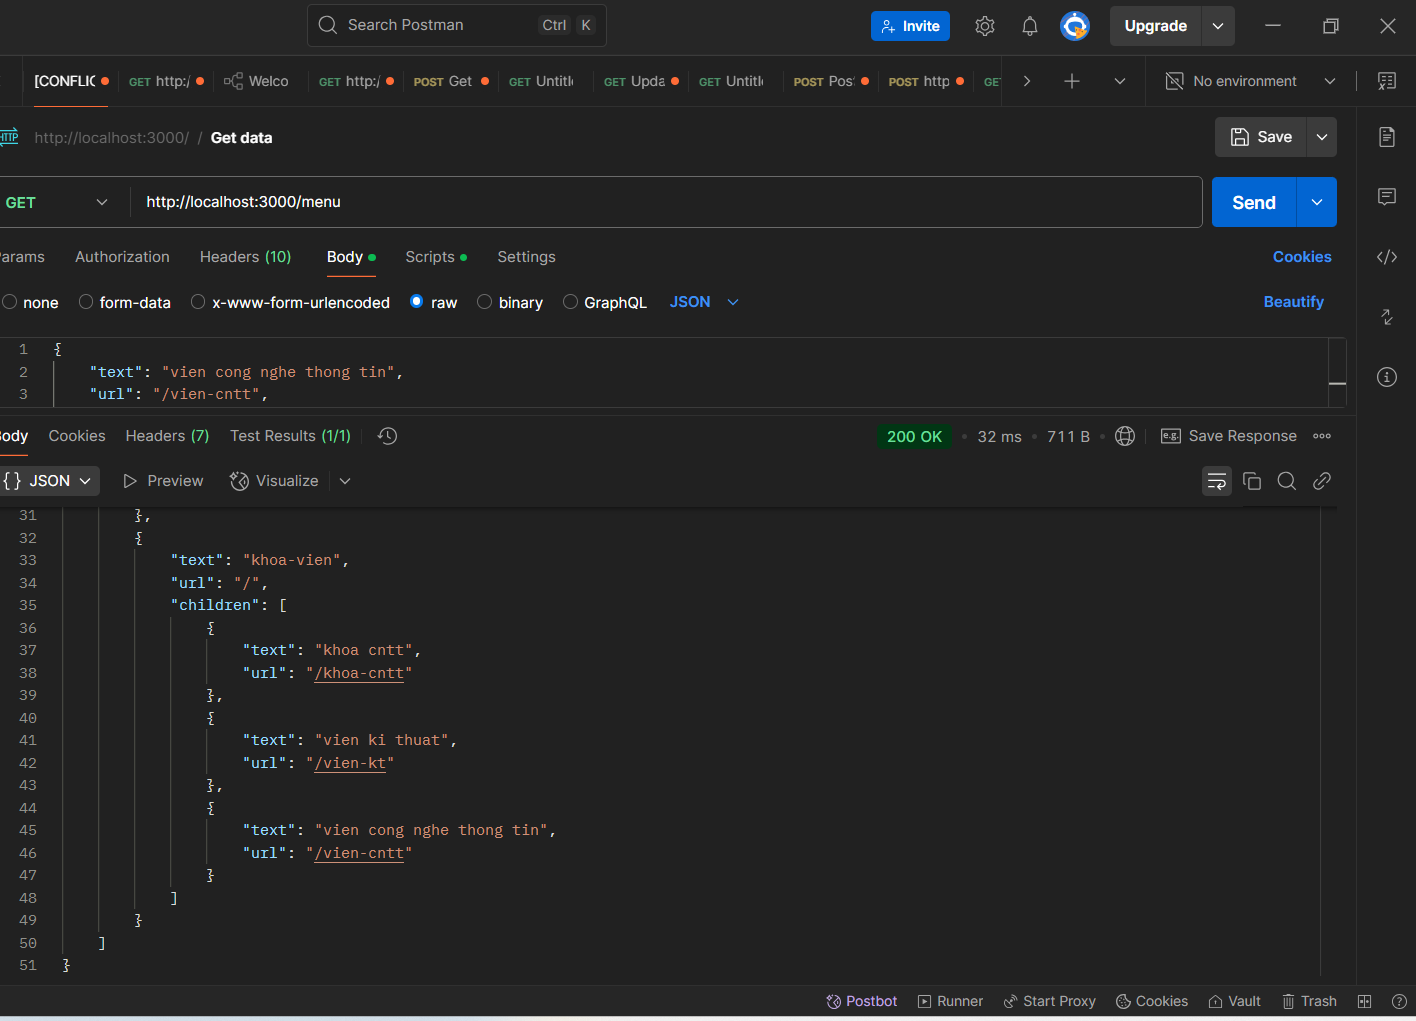 Search Postman Ctrl K Invite Upgrade
[CONFLIC GET http:/ Welco GET http:/ POST Get GET Untitl GET Upda GET Untitl POST Pos POST http GET No environment
HTTP http://localhost:3000/ / Get data Save
GET http://localhost:3000/menu Send
arams Authorization Headers (10) Body Scripts Settings Cookies
none form-data x-www-form-urlencoded raw binary GraphQL JSON Beautify
1 {
2 "text": "vien cong nghe thong tin",
3 "url": "/vien-cntt",
ody Cookies Headers (7) Test Results (1/1) 200 OK 32 ms 711 B e.g. Save Response
{} JSON Preview Visualize
31 },
32 {
33 "text": "khoa-vien",
34 "url": "/",
35 "children": [
36 {
37 "text": "khoa cntt",
38 "url": "/khoa-cntt"
39 },
40 {
41 "text": "vien ki thuat",
42 "url": "/vien-kt"
43 },
44 {
45 "text": "vien cong nghe thong tin",
46 "url": "/vien-cntt"
47 }
48 ]
49 }
50 ]
51 }
Postbot Runner Start Proxy Cookies Vault Trash